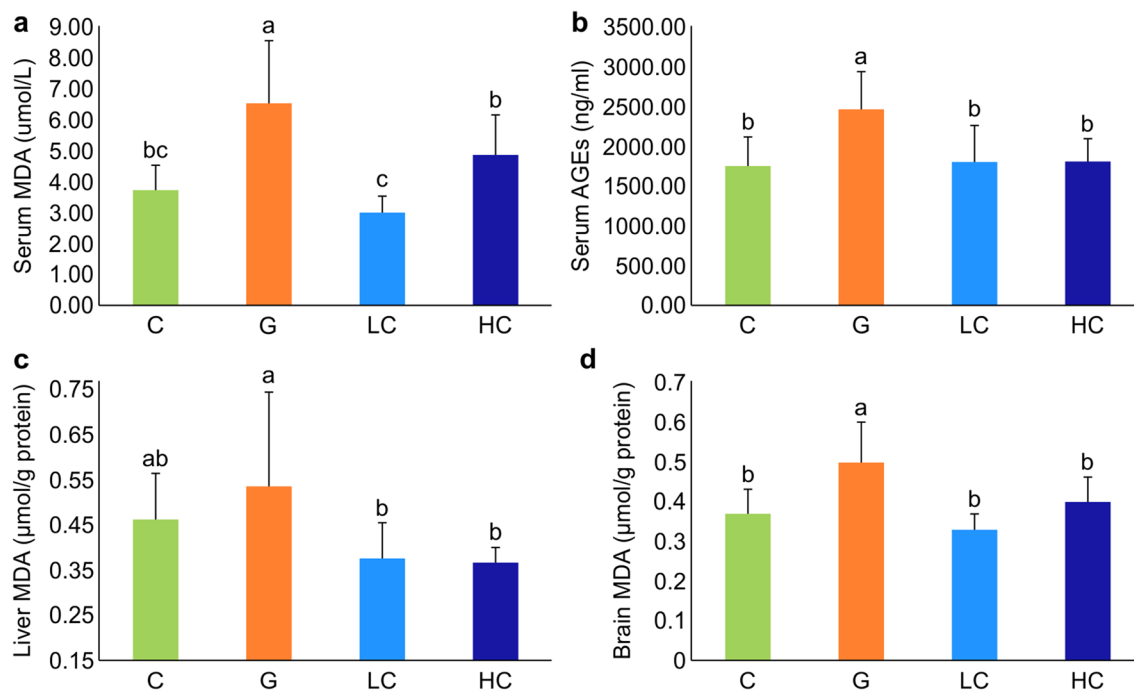 a
Serum MDA (umol/L)
9.00
8.00
7.00
6.00
5.00
4.00
3.00
2.00
1.00
0.00
bc
a
c
b
C G LC HC
b
Serum AGEs (ng/ml)
3500.00
3000.00
2500.00
2000.00
1500.00
1000.00
500.00
0.00
b
a
b
b
C G LC HC
c
Liver MDA (μmol/g protein)
0.75
0.65
0.55
0.45
0.35
0.25
0.15
ab
a
b
b
C G LC HC
d
Brain MDA (μmol/g protein)
0.7
0.6
0.5
0.4
0.3
0.2
0.1
0
b
a
b
b
C G LC HC